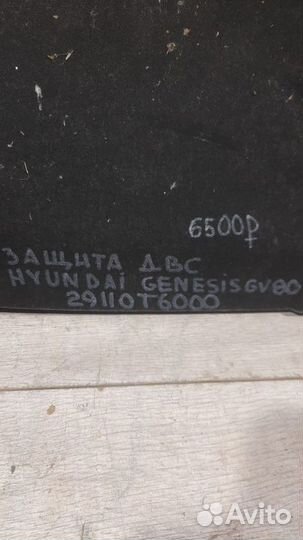 6500₽
ЗАЩИТА ДВС
HYUNDAi GENESiS GV80
29110T6000
Avito